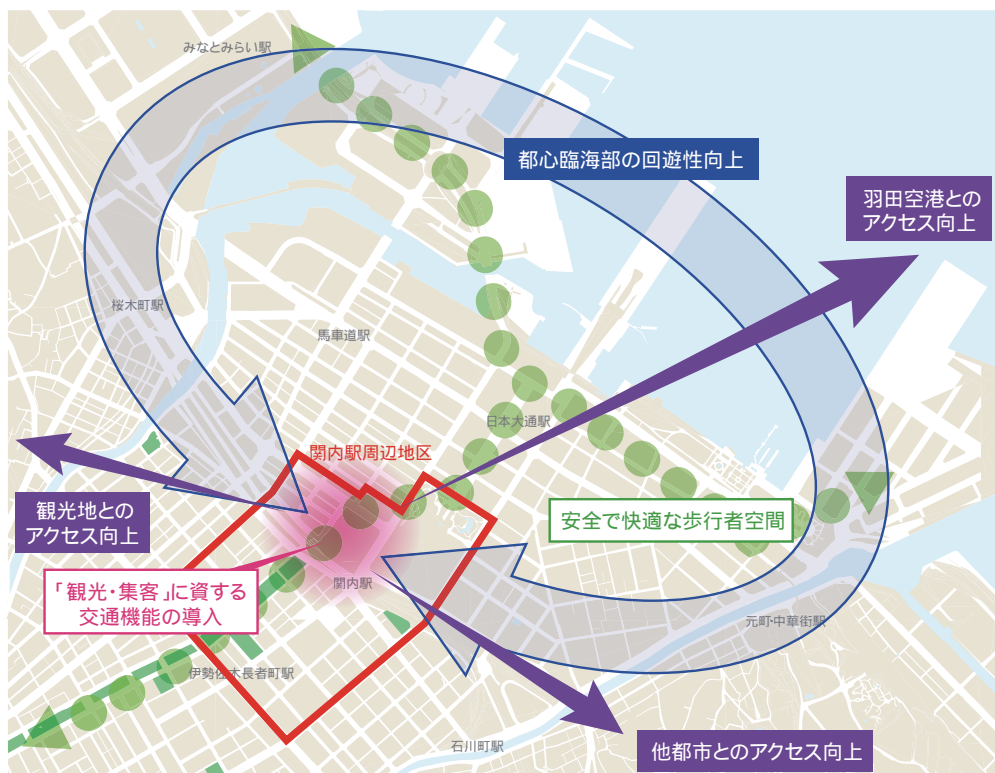 みなとみらい駅
都心臨海部の回遊性向上
羽田空港との
アクセス向上
桜木町駅
馬車道駅
日本大通駅
関内駅周辺地区
観光地との
アクセス向上
安全で快適な歩行者空間
「観光・集客」に資する
交通機能の導入
関内駅
元町・中華街駅
伊勢佐木長者町駅
石川町駅
他都市とのアクセス向上